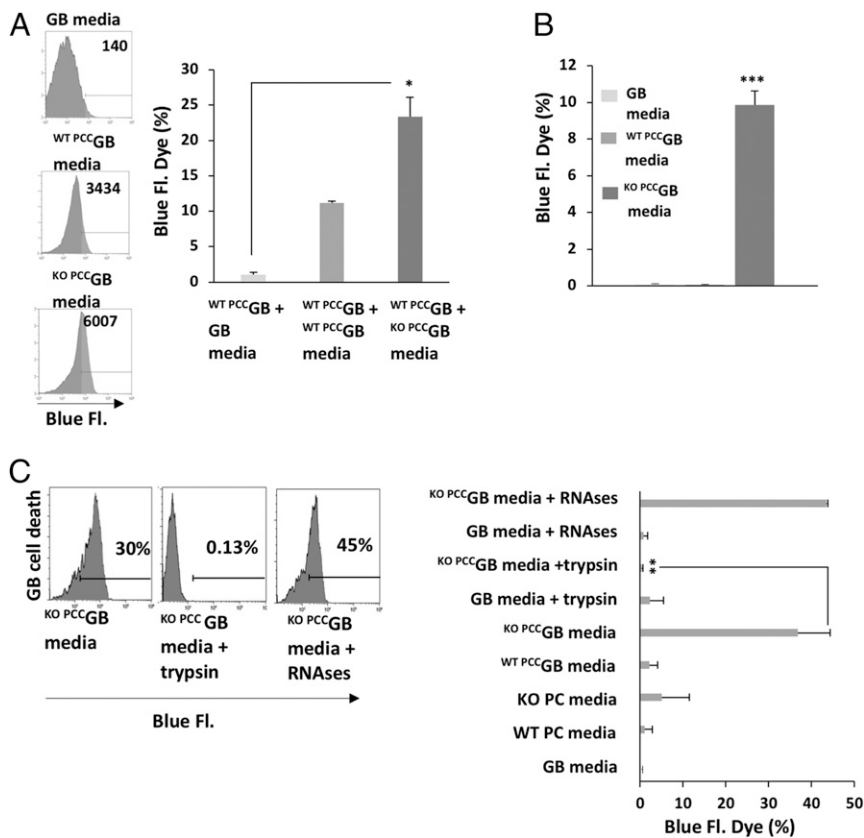 A
GB media
140
WT PCCGB
media
3434
KO PCCGB
media
6007
Blue Fl.
Blue Fl. Dye (%)
30
25
20
15
10
5
0
*
WT PCCGB + WT PCCGB + WT PCCGB +
GB WT PCCGB KO PCCGB
media media media
B
Blue Fl. Dye (%)
12
10
8
6
4
2
0
***
GB
media
WT PCCGB
media
KO PCCGB
media
C
GB cell death
30%
0.13%
45%
KO PCCGB
media
KO PCC GB
media +
trypsin
KO PCCGB
media +
RNAses
Blue Fl.
KO PCCGB media + RNAses
GB media + RNAses
KO PCCGB media +trypsin
GB media + trypsin
KO PCCGB media
WT PCCGB media
KO PC media
WT PC media
GB media
**
0 10 20 30 40 50
Blue Fl. Dye (%)